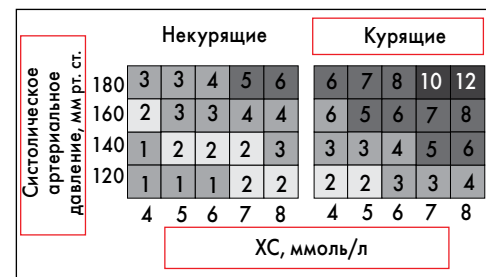 Некурящие Курящие
Систолическое
артериальное
давление, мм рт. ст.
180 3 3 4 5 6 6 7 8 10 12
160 2 3 3 4 4 6 5 6 7 8
140 1 2 2 2 3 3 3 4 5 6
120 1 1 1 2 2 2 2 3 3 4
4 5 6 7 8 4 5 6 7 8
ХС, ммоль/л